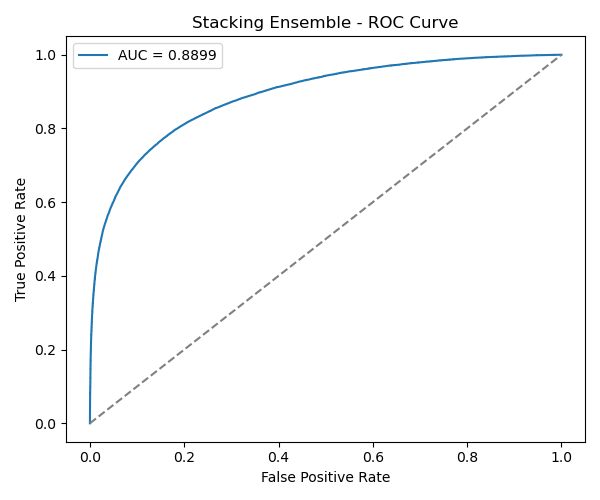 Stacking Ensemble - ROC Curve
AUC = 0.8899
True Positive Rate
1.0
0.8
0.6
0.4
0.2
0.0
0.0 0.2 0.4 0.6 0.8 1.0
False Positive Rate